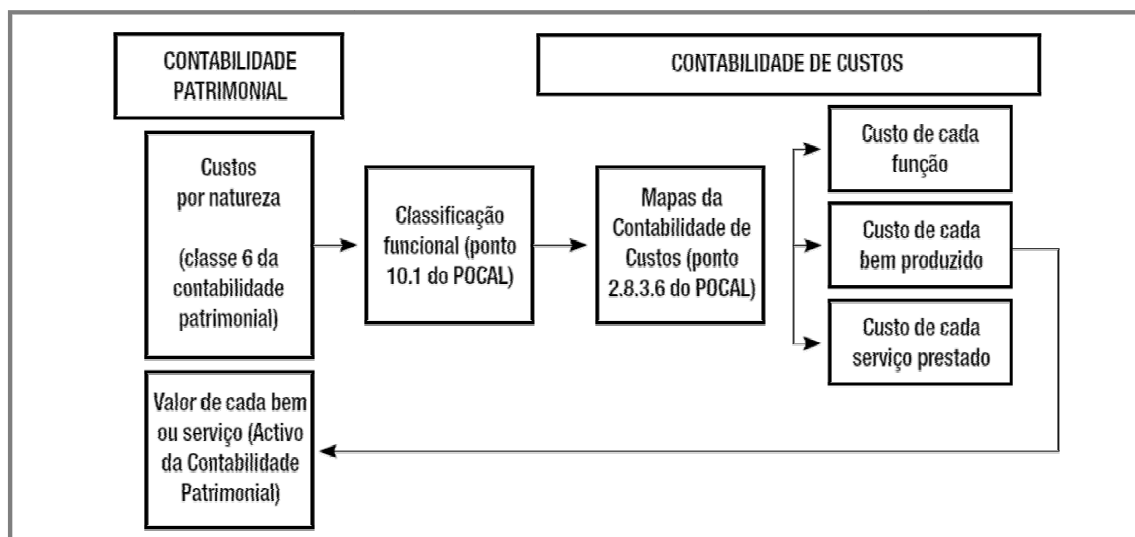 CONTABILIDADE
PATRIMONIAL
CONTABILIDADE DE CUSTOS
Custos
por natureza
(classe 6 da
contabilidade
patrimonial)
Classificação
funcional (ponto
10.1 do POCAL)
Mapas da
Contabilidade de
Custos (ponto
2.8.3.6 do POCAL)
Custo de cada
função
Custo de cada
bem produzido
Custo de cada
serviço prestado
Valor de cada bem
ou serviço (Activo
da Contabilidade
Patrimonial)